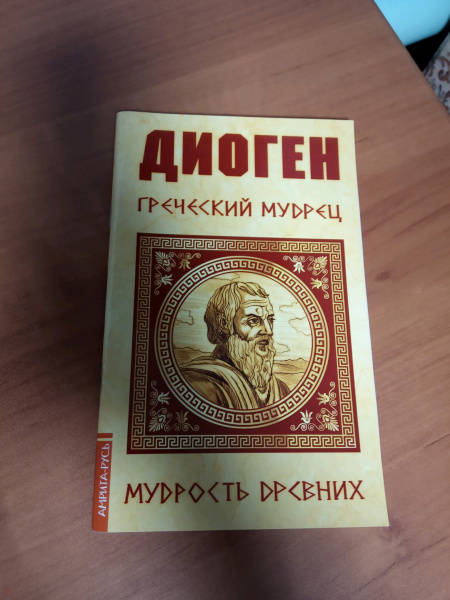 ДИОГЕН
ГРЕЧЕСКИЙ МУДРЕЦ
МУДРОСТЬ ДРЕВНИХ
АМРИТА-РУСЬ